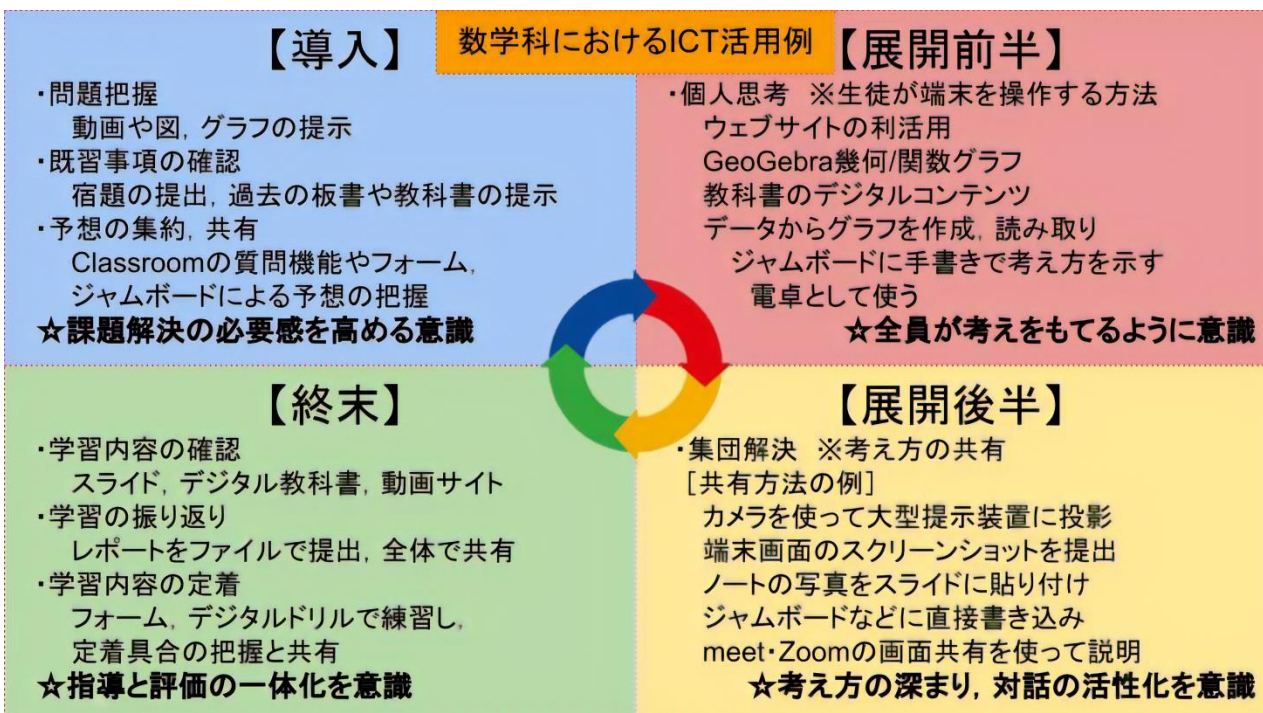 数学科におけるICT活用例
【導入】
・問題把握
動画や図，グラフの提示
・既習事項の確認
宿題の提出，過去の板書や教科書の提示
・予想の集約，共有
Classroomの質問機能やフォーム，
ジャムボードによる予想の把握
☆課題解決の必要感を高める意識
【展開前半】
・個人思考　※生徒が端末を操作する方法
ウェブサイトの利活用
GeoGebra幾何/関数グラフ
教科書のデジタルコンテンツ
データからグラフを作成，読み取り
ジャムボードに手書きで考え方を示す
電卓として使う
☆全員が考えをもてるように意識
【展開後半】
・集団解決　※考え方の共有
［共有方法の例］
カメラを使って大型提示装置に投影
端末画面のスクリーンショットを提出
ノートの写真をスライドに貼り付け
ジャムボードなどに直接書き込み
meet・Zoomの画面共有を使って説明
☆考え方の深まり，対話の活性化を意識
【終末】
・学習内容の確認
スライド，デジタル教科書，動画サイト
・学習の振り返り
レポートをファイルで提出，全体で共有
・学習内容の定着
フォーム，デジタルドリルで練習し，
定着具合の把握と共有
☆指導と評価の一体化を意識